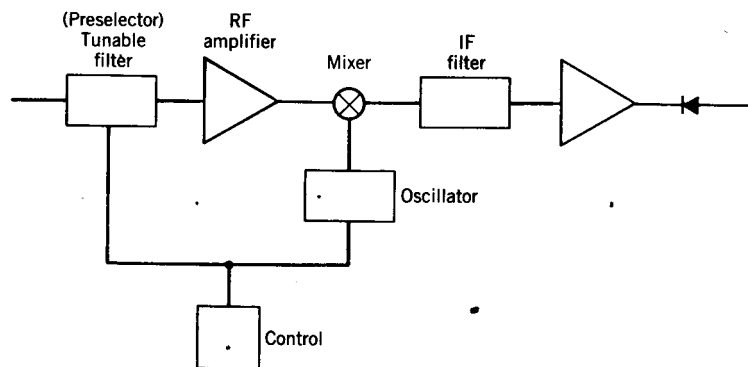 (Preselector)
Tunable
filter
RF
amplifier
Mixer
IF
filter
Oscillator
Control